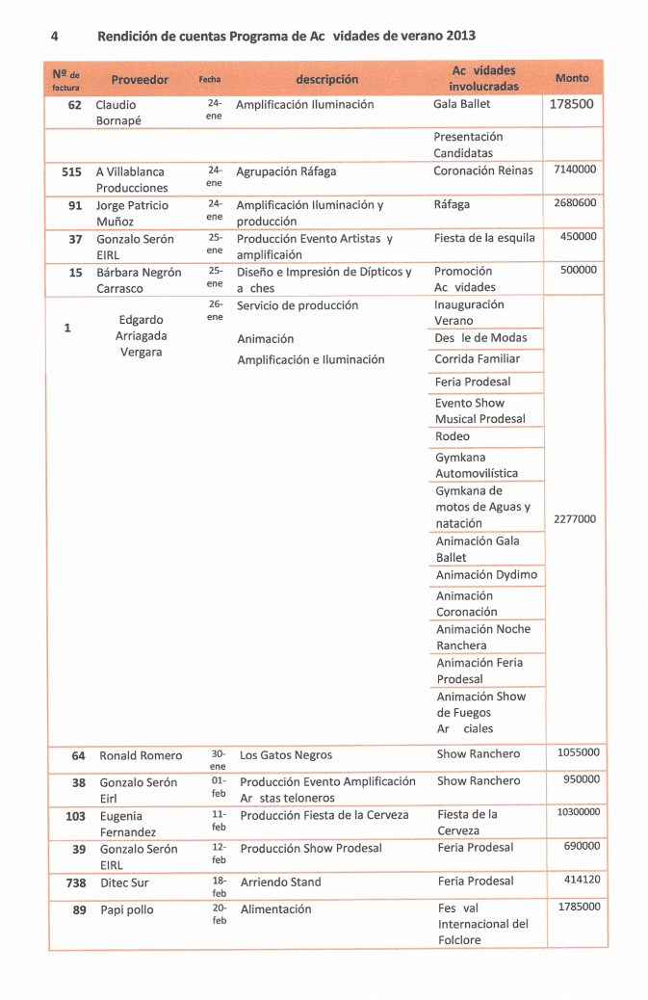 4 Rendición de cuentas Programa de Ac vidades de verano 2013
Nº de factura Proveedor Fecha descripción Ac vidades involucradas Monto
62 Claudio Bornapé 24-ene Amplificación Iluminación Gala Ballet 178500
Presentación Candidatas
515 A Villablanca Producciones 24-ene Agrupación Ráfaga Coronación Reinas 7140000
91 Jorge Patricio Muñoz 24-ene Amplificación Iluminación y producción Ráfaga 2680600
37 Gonzalo Serón EIRL 25-ene Producción Evento Artistas y amplificaión Fiesta de la esquila 450000
15 Bárbara Negrón Carrasco 25-ene Diseño e Impresión de Dípticos y a ches Promoción Ac vidades 500000
1 Edgardo Arriagada Vergara 26-ene Servicio de producción Inauguración Verano
Animación Des le de Modas
Amplificación e Iluminación Corrida Familiar
Feria Prodesal
Evento Show Musical Prodesal
Rodeo
Gymkana Automovilística
Gymkana de motos de Aguas y natación 2277000
Animación Gala Ballet
Animación Dydimo
Animación Coronación
Animación Noche Ranchera
Animación Feria Prodesal
Animación Show de Fuegos Ar ciales
64 Ronald Romero 30-ene Los Gatos Negros Show Ranchero 1055000
38 Gonzalo Serón Eirl 01-feb Producción Evento Amplificación Ar stas teloneros Show Ranchero 950000
103 Eugenia Fernandez 11-feb Producción Fiesta de la Cerveza Fiesta de la Cerveza 10300000
39 Gonzalo Serón EIRL 12-feb Producción Show Prodesal Feria Prodesal 690000
738 Ditec Sur 18-feb Arriendo Stand Feria Prodesal 414120
89 Papi pollo 20-feb Alimentación Fes val Internacional del Folclore 1785000